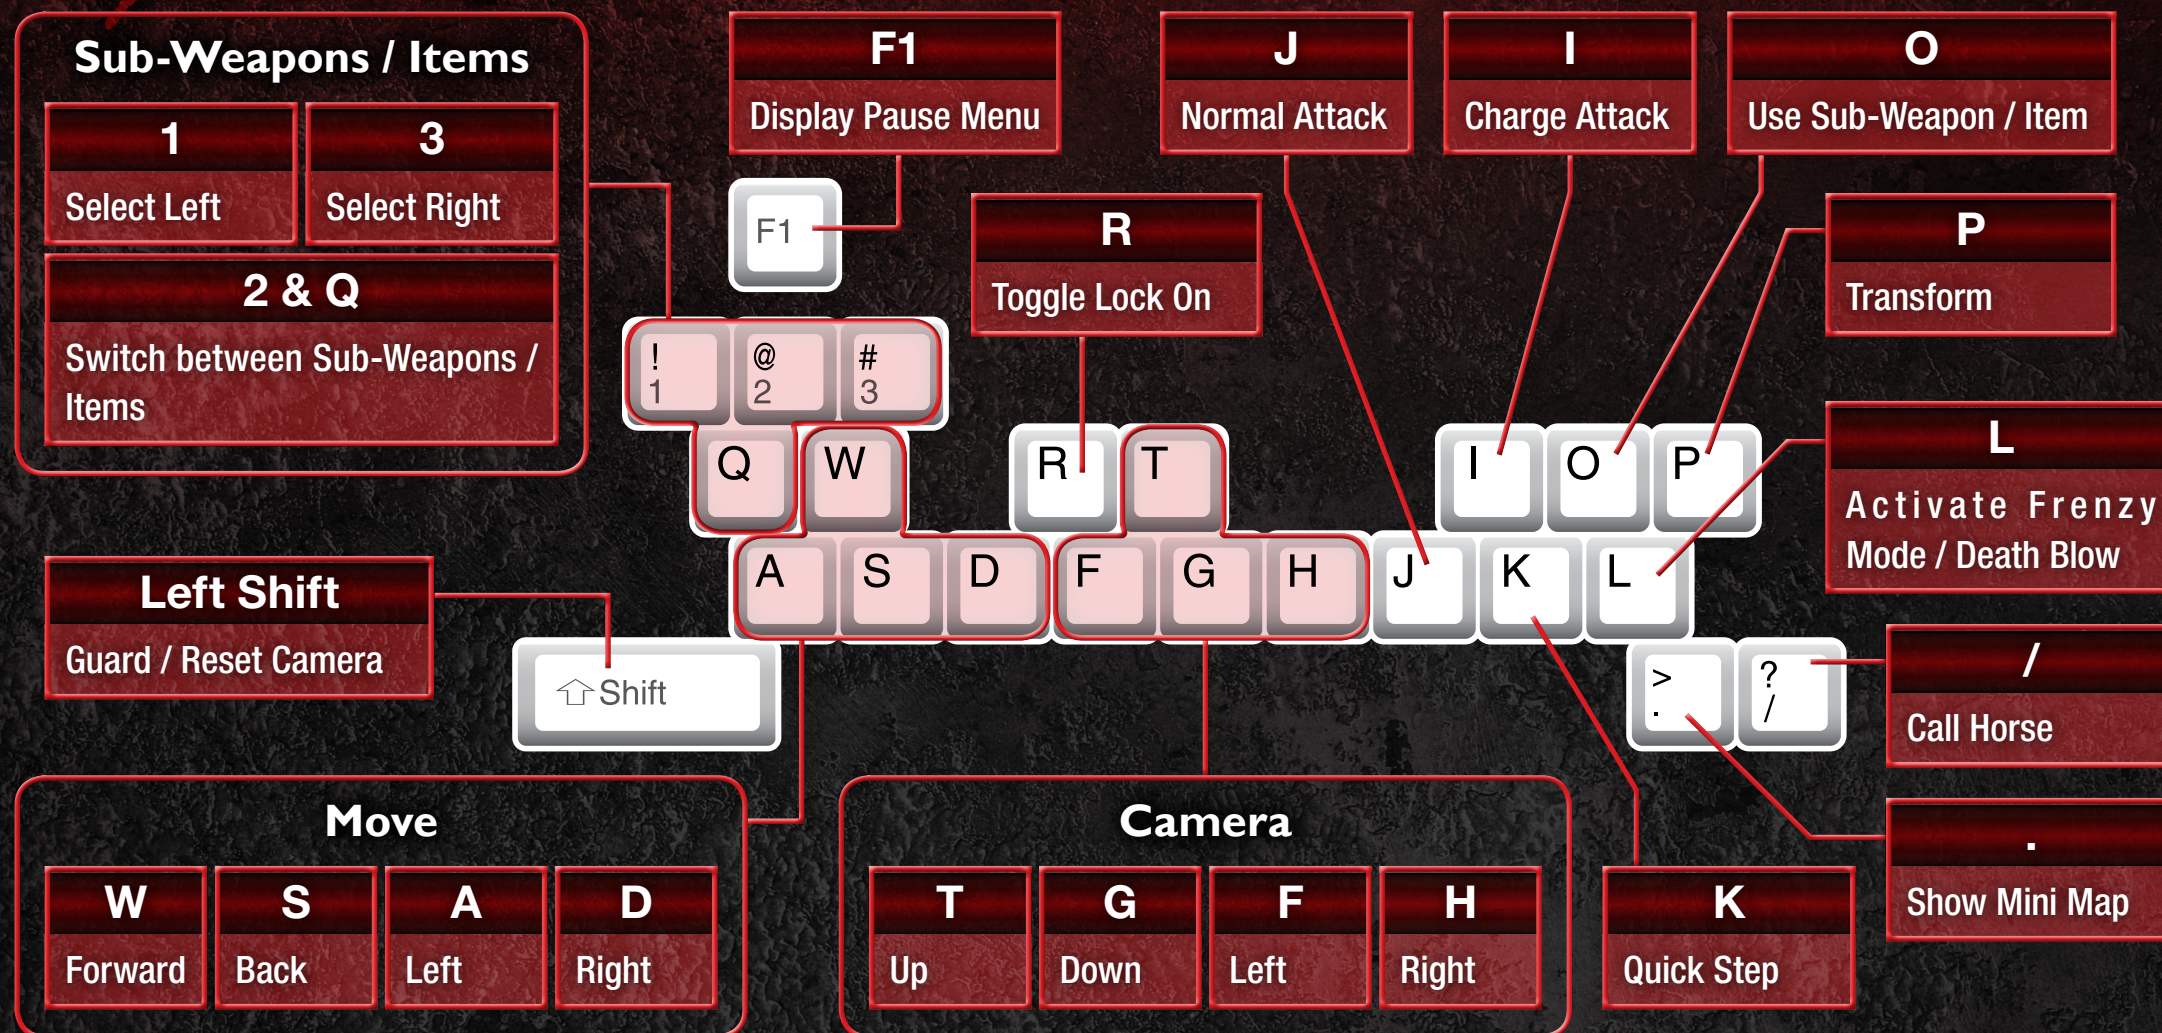 Sub-Weapons / Items
1
Select Left
3
Select Right
2 & Q
Switch between Sub-Weapons /
Items
F1
Display Pause Menu
J
Normal Attack
I
Charge Attack
O
Use Sub-Weapon / Item
R
Toggle Lock On
P
Transform
L
Activate Frenzy
Mode / Death Blow
F1
!
1
@
2
#
3
Q
W
R
T
I
O
P
A
S
D
F
G
H
J
K
L
Left Shift
Guard / Reset Camera
⇧ Shift
>
.
?
/
/
Call Horse
.
Show Mini Map
Move
W
Forward
S
Back
A
Left
D
Right
Camera
T
Up
G
Down
F
Left
H
Right
K
Quick Step